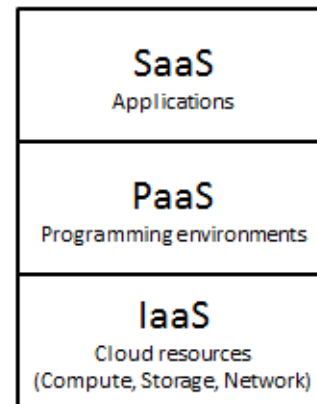 SaaS
Applications
PaaS
Programming environments
IaaS
Cloud resources
(Compute, Storage, Network)